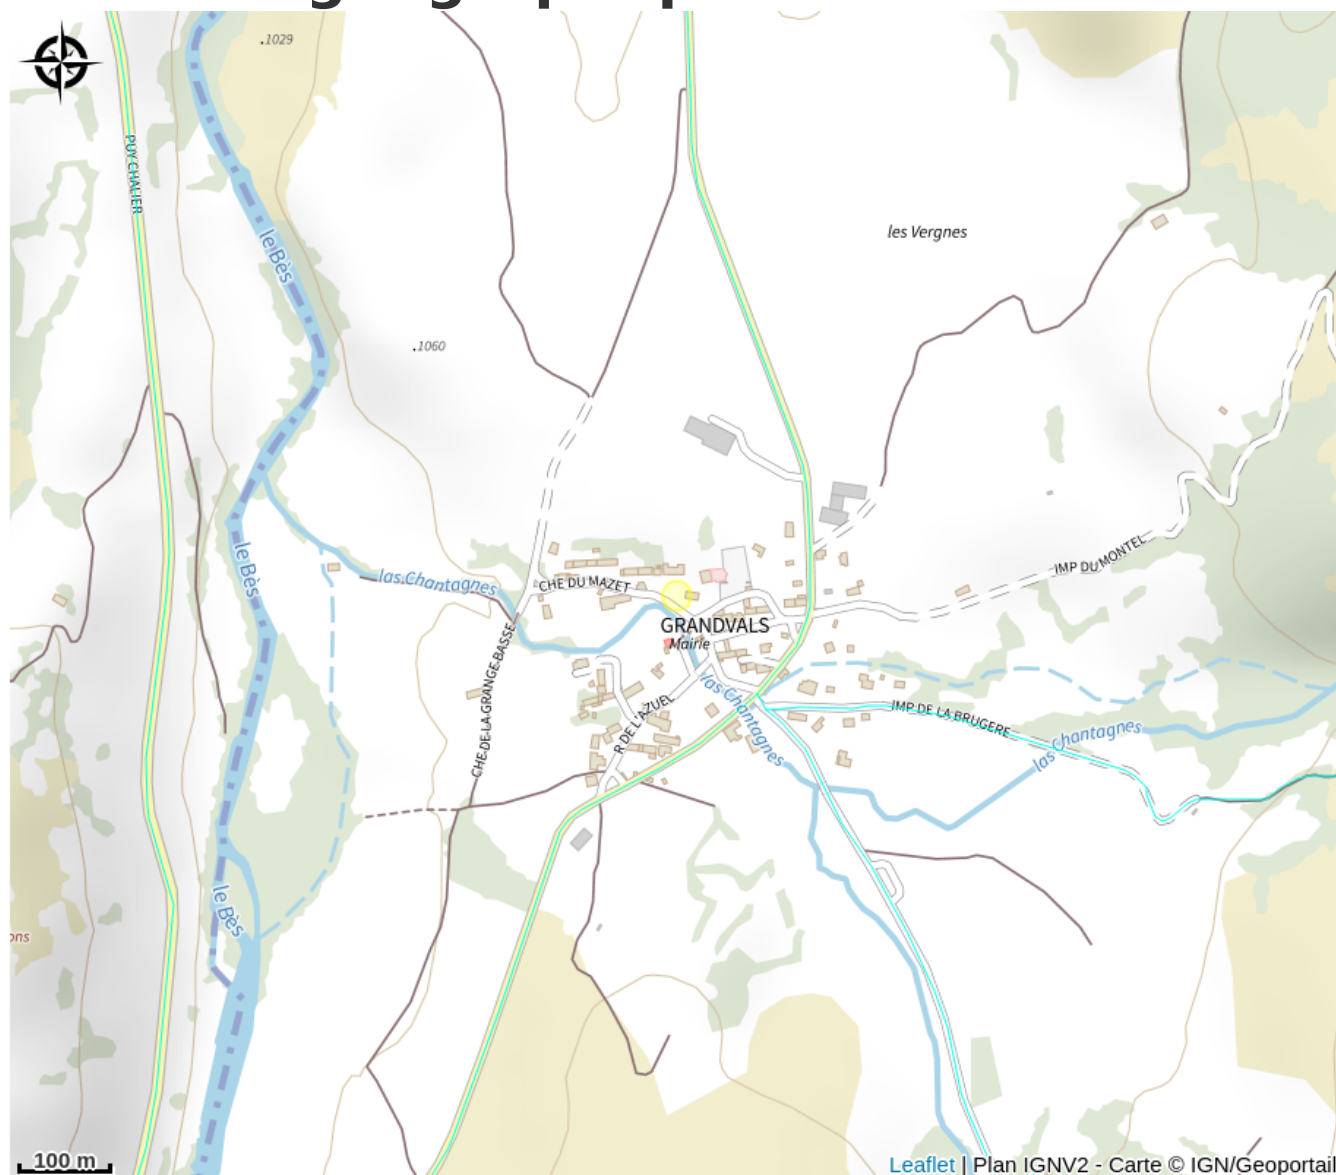 .1029
PUY CHALIER
le Bès
les Vergnes
.1060
le Bès
las Chantagnes
CHE DU MAZET
IMP DU MONTEL
GRANDVALS
Mairie
CHE-DE-LA-GRANGE-BASSE
R DE L'AZUEL
las Chantagnes
IMP DE LA BRUGERE
las Chantagnes
le Bès
ons
100 m
Leaflet | Plan IGNV2 - Carte © IGN/Geoportail